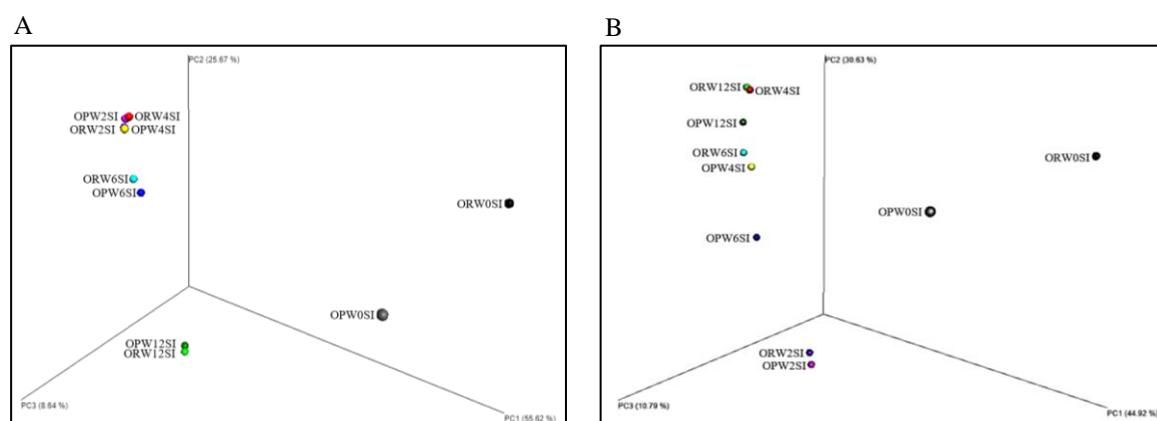 A
PC2 (25.67 %)
OPW2SI ORW4SI
ORW2SI OPW4SI
ORW6SI
OPW6SI
ORW0SI
OPW0SI
OPW12SI
ORW12SI
PC3 (8.64 %)
PC1 (55.62 %)
B
PC2 (30.63 %)
ORW12SI ORW4SI
OPW12SI
ORW6SI
OPW4SI
ORW0SI
OPW0SI
OPW6SI
ORW2SI
OPW2SI
PC3 (10.79 %)
PC1 (44.92 %)